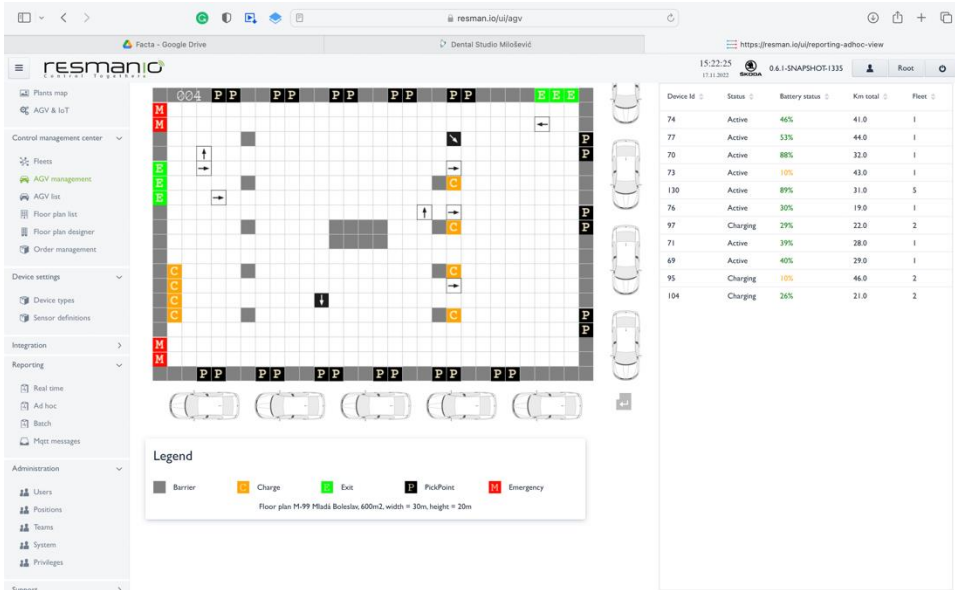 resman.io/ui/agv
Facta - Google Drive
Dental Studio Milošević
https://resman.io/ui/reporting-adhoc-view
resmanio
Control Together
15:22:25
17.11.2022
ŠKODA
0.6.1-SNAPSHOT-1335
Root
Plants map
AGV & IoT
Control management center
Fleets
AGV management
AGV list
Floor plan list
Floor plan designer
Order management
Device settings
Device types
Sensor definitions
Integration
Reporting
Real time
Ad hoc
Batch
Mqtt messages
Administration
Users
Positions
Teams
System
Privileges
Support
004 P P P P P P P P P P E E E
M
M
P
P
E
E
C
E
P
C
P
C
C
C
C
C
C
P
P
M
M
P P P P P P P P P P P P
Legend
Barrier
C Charge
E Exit
P PickPoint
M Emergency
Floor plan M-99 Mladá Boleslav, 600m2, width = 30m, height = 20m
Device Id Status Battery status Km total Fleet
74 Active 46% 41.0 1
77 Active 53% 44.0 1
70 Active 88% 32.0 1
73 Active 10% 43.0 1
130 Active 89% 31.0 5
76 Active 30% 19.0 1
97 Charging 29% 22.0 2
71 Active 39% 28.0 1
69 Active 40% 29.0 1
95 Charging 10% 46.0 2
104 Charging 26% 21.0 2